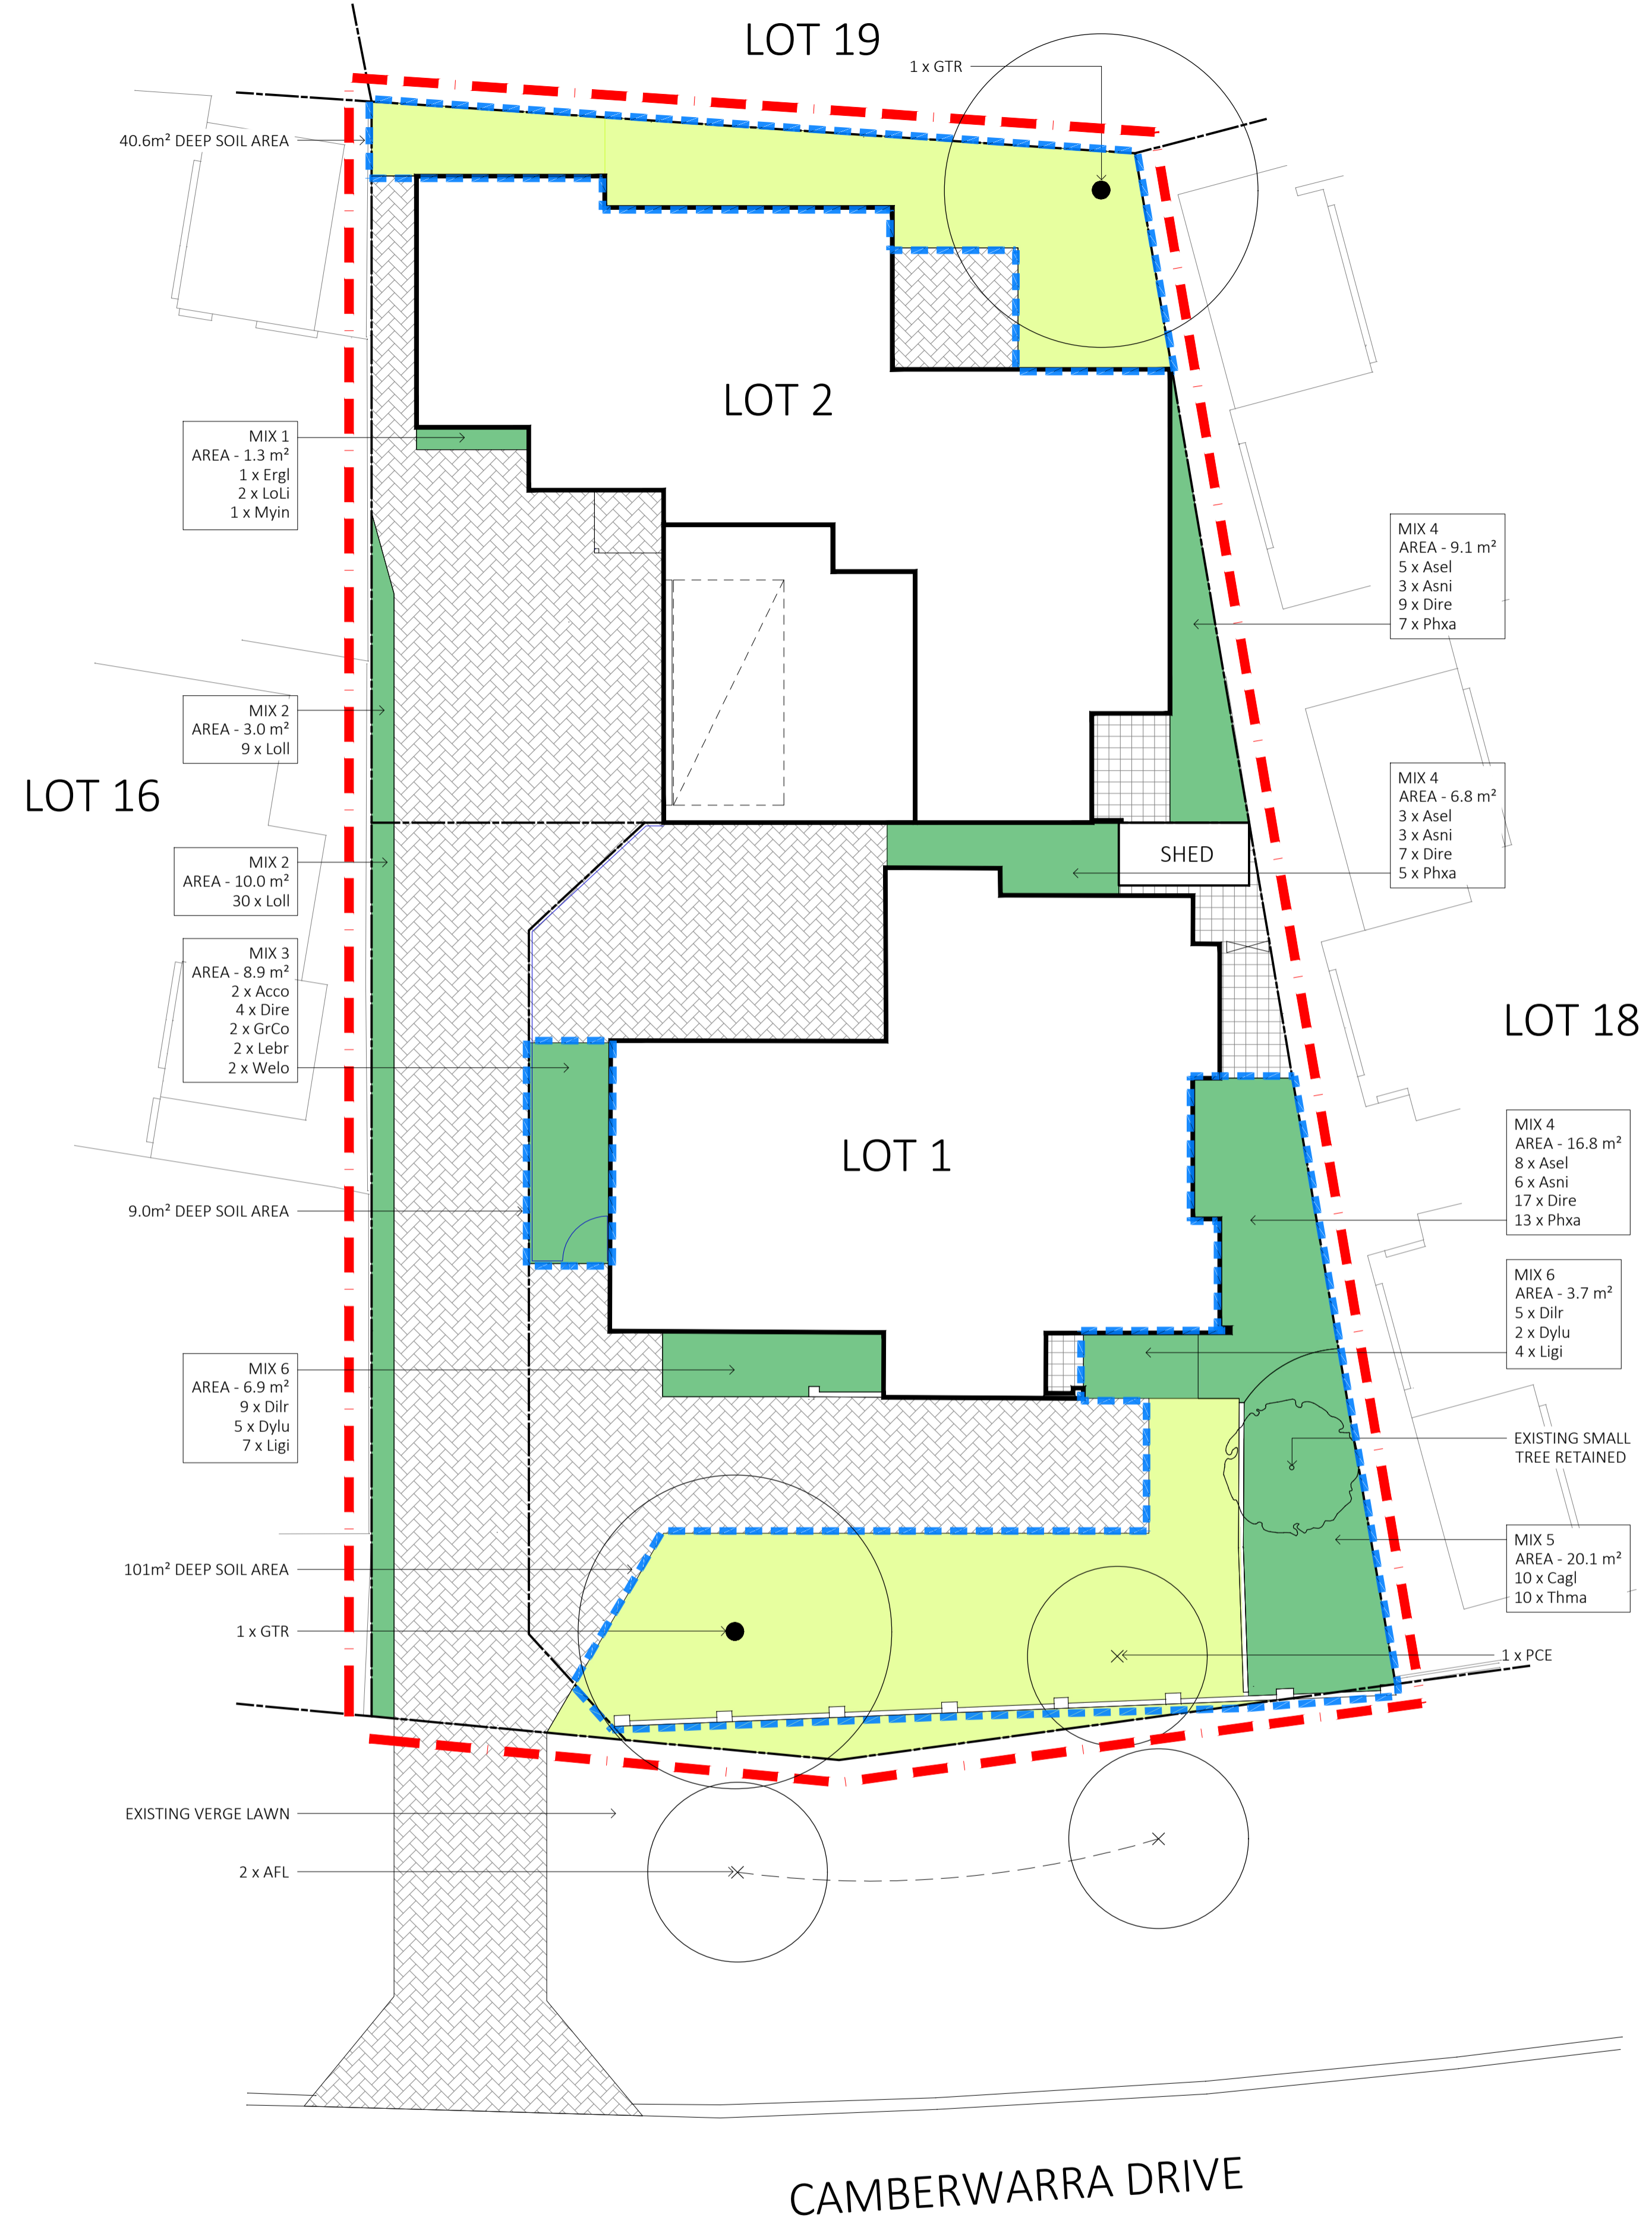 LOT 19
1 x GTR
40.6m² DEEP SOIL AREA
LOT 2
MIX 1
AREA - 1.3 m²
1 x Ergl
2 x LoLi
1 x Myin
MIX 4
AREA - 9.1 m²
5 x Asel
3 x Asni
9 x Dire
7 x Phxa
MIX 2
AREA - 3.0 m²
9 x Loll
LOT 16
MIX 4
AREA - 6.8 m²
3 x Asel
3 x Asni
7 x Dire
5 x Phxa
SHED
MIX 2
AREA - 10.0 m²
30 x Loll
MIX 3
AREA - 8.9 m²
2 x Acco
4 x Dire
2 x GrCo
2 x Lebr
2 x Welo
LOT 18
LOT 1
MIX 4
AREA - 16.8 m²
8 x Asel
6 x Asni
17 x Dire
13 x Phxa
9.0m² DEEP SOIL AREA
MIX 6
AREA - 3.7 m²
5 x Dilr
2 x Dylu
4 x Ligi
MIX 6
AREA - 6.9 m²
9 x Dilr
5 x Dylu
7 x Ligi
EXISTING SMALL
TREE RETAINED
MIX 5
AREA - 20.1 m²
10 x Cagl
10 x Thma
101m² DEEP SOIL AREA
1 x GTR
1 x PCE
EXISTING VERGE LAWN
2 x AFL
CAMBERWARRA DRIVE